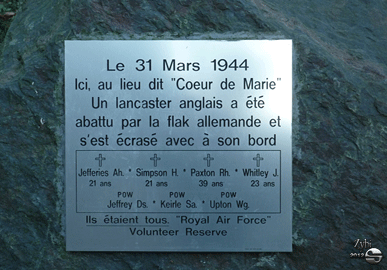 Le 31 Mars 1944
Ici, au lieu dit "Coeur de Marie"
Un lancaster anglais a été
abattu par la flak allemande et
s'est écrasé avec à son bord
Jefferies Ah. * Simpson H. * Paxton Rh. * Whitley J.
21 ans 21 ans 39 ans 23 ans
POW POW POW
Jeffrey Ds. * Keirle Sa. * Upton Wg.
Ils étaient tous. "Royal Air Force"
Volunteer Reserve
2012